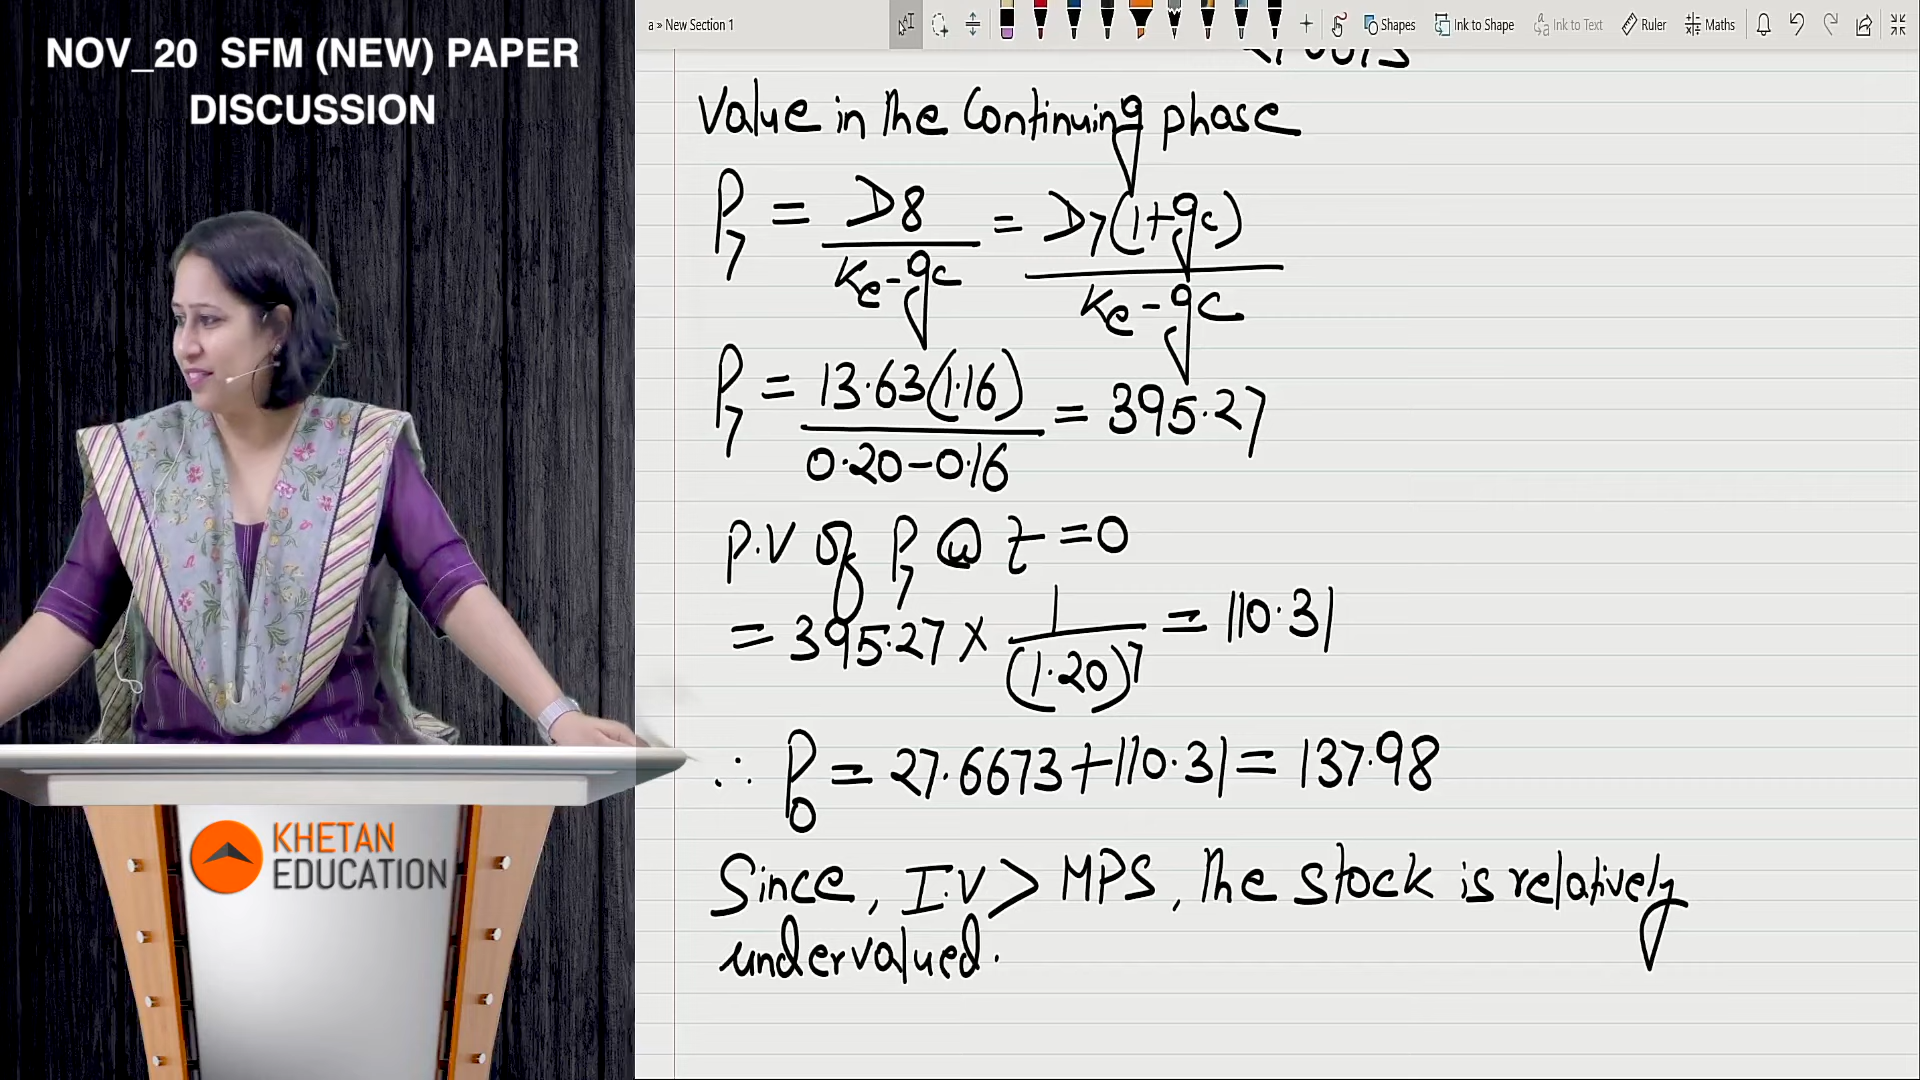 NOV_20 SFM (NEW) PAPER
DISCUSSION
a » New Section 1
Shapes
Ink to Shape
Ink to Text
Ruler
Maths
Value in the Continuing phase
P7 = D8 / Ke-gc = D7(1+gc) / Ke-gc
P7 = 13.63(1.16) / 0.20-0.16 = 395.27
P.V of P7 @ t=0
= 395.27 × 1 / (1.20)^7 = 110.31
∴ P0 = 27.6673+110.31 = 137.98
Since, I.V > MPS, the stock is relatively
undervalued.
KHETAN
EDUCATION